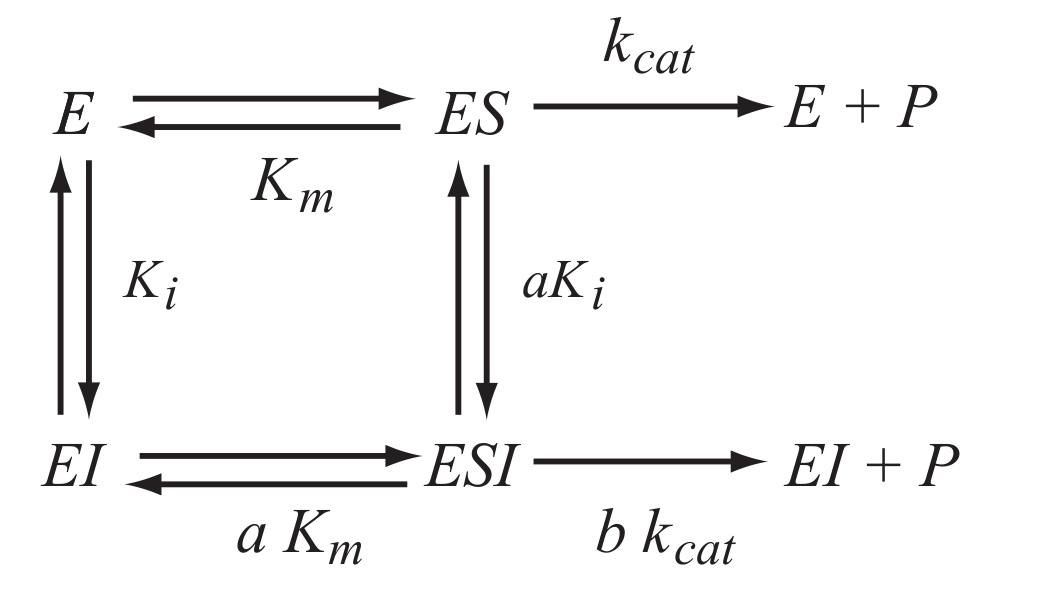 k_cat
E ES E + P
K_m
K_i aK_i
EI ESI EI + P
a K_m b k_cat